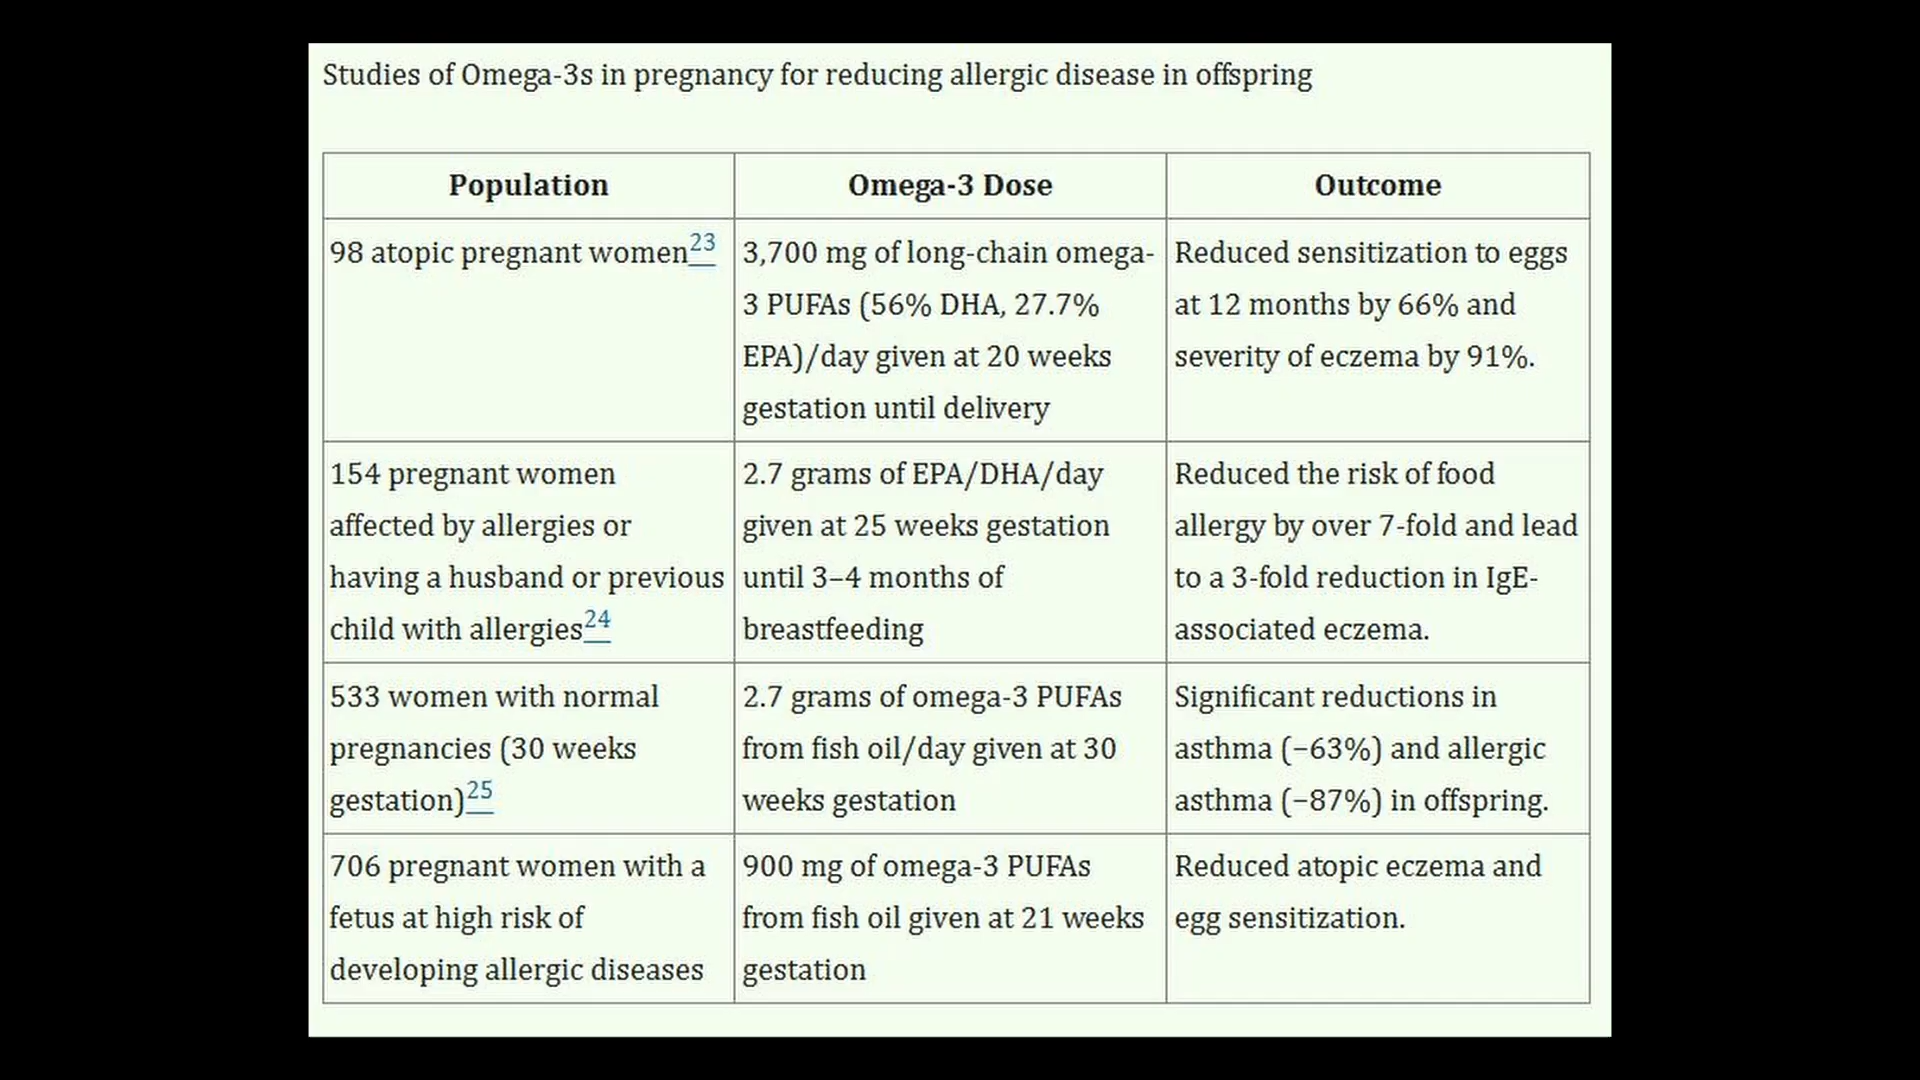 Studies of Omega-3s in pregnancy for reducing allergic disease in offspring
Population
Omega-3 Dose
Outcome
98 atopic pregnant women23
3,700 mg of long-chain omega-
3 PUFAs (56% DHA, 27.7%
EPA)/day given at 20 weeks
gestation until delivery
Reduced sensitization to eggs
at 12 months by 66% and
severity of eczema by 91%.
154 pregnant women
affected by allergies or
having a husband or previous
child with allergies24
2.7 grams of EPA/DHA/day
given at 25 weeks gestation
until 3–4 months of
breastfeeding
Reduced the risk of food
allergy by over 7-fold and lead
to a 3-fold reduction in IgE-
associated eczema.
533 women with normal
pregnancies (30 weeks
gestation)25
2.7 grams of omega-3 PUFAs
from fish oil/day given at 30
weeks gestation
Significant reductions in
asthma (−63%) and allergic
asthma (−87%) in offspring.
706 pregnant women with a
fetus at high risk of
developing allergic diseases
900 mg of omega-3 PUFAs
from fish oil given at 21 weeks
gestation
Reduced atopic eczema and
egg sensitization.